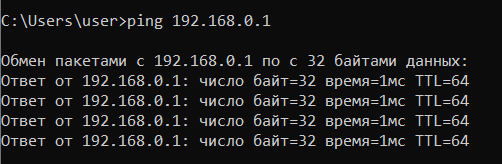 C:\Users\user>ping 192.168.0.1
Обмен пакетами с 192.168.0.1 по с 32 байтами данных:
Ответ от 192.168.0.1: число байт=32 время=1мс TTL=64
Ответ от 192.168.0.1: число байт=32 время=1мс TTL=64
Ответ от 192.168.0.1: число байт=32 время=1мс TTL=64
Ответ от 192.168.0.1: число байт=32 время=1мс TTL=64